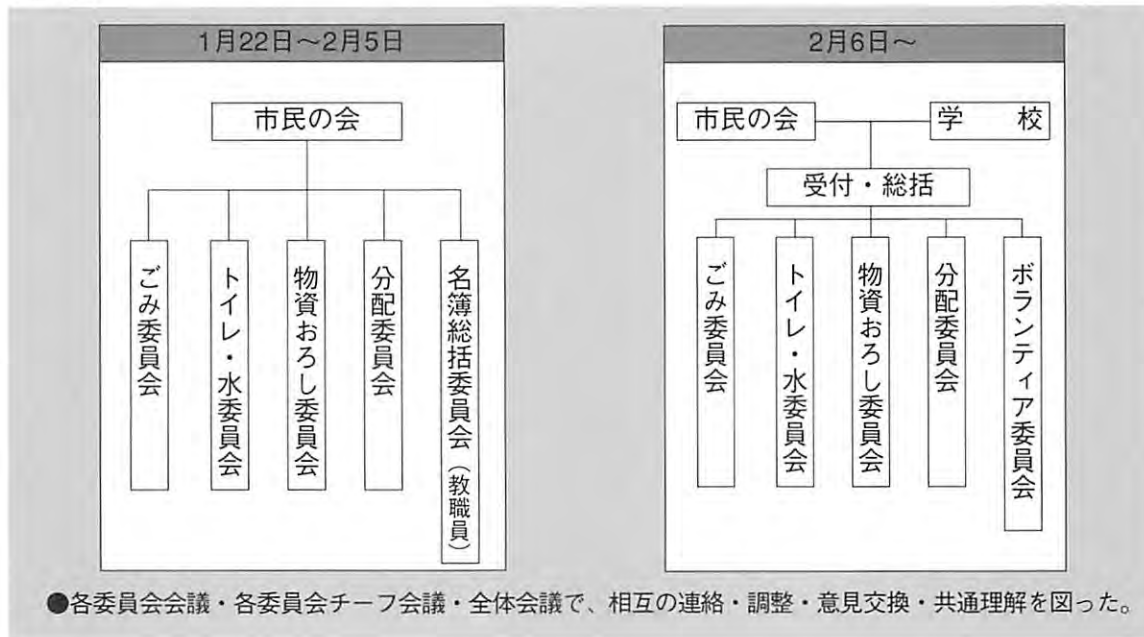 1月22日～2月5日
市民の会
ごみ委員会
トイレ・水委員会
物資おろし委員会
分配委員会
名簿総括委員会（教職員）
2月6日～
市民の会
学校
受付・総括
ごみ委員会
トイレ・水委員会
物資おろし委員会
分配委員会
ボランティア委員会
●各委員会会議・各委員会チーフ会議・全体会議で、相互の連絡・調整・意見交換・共通理解を図った。